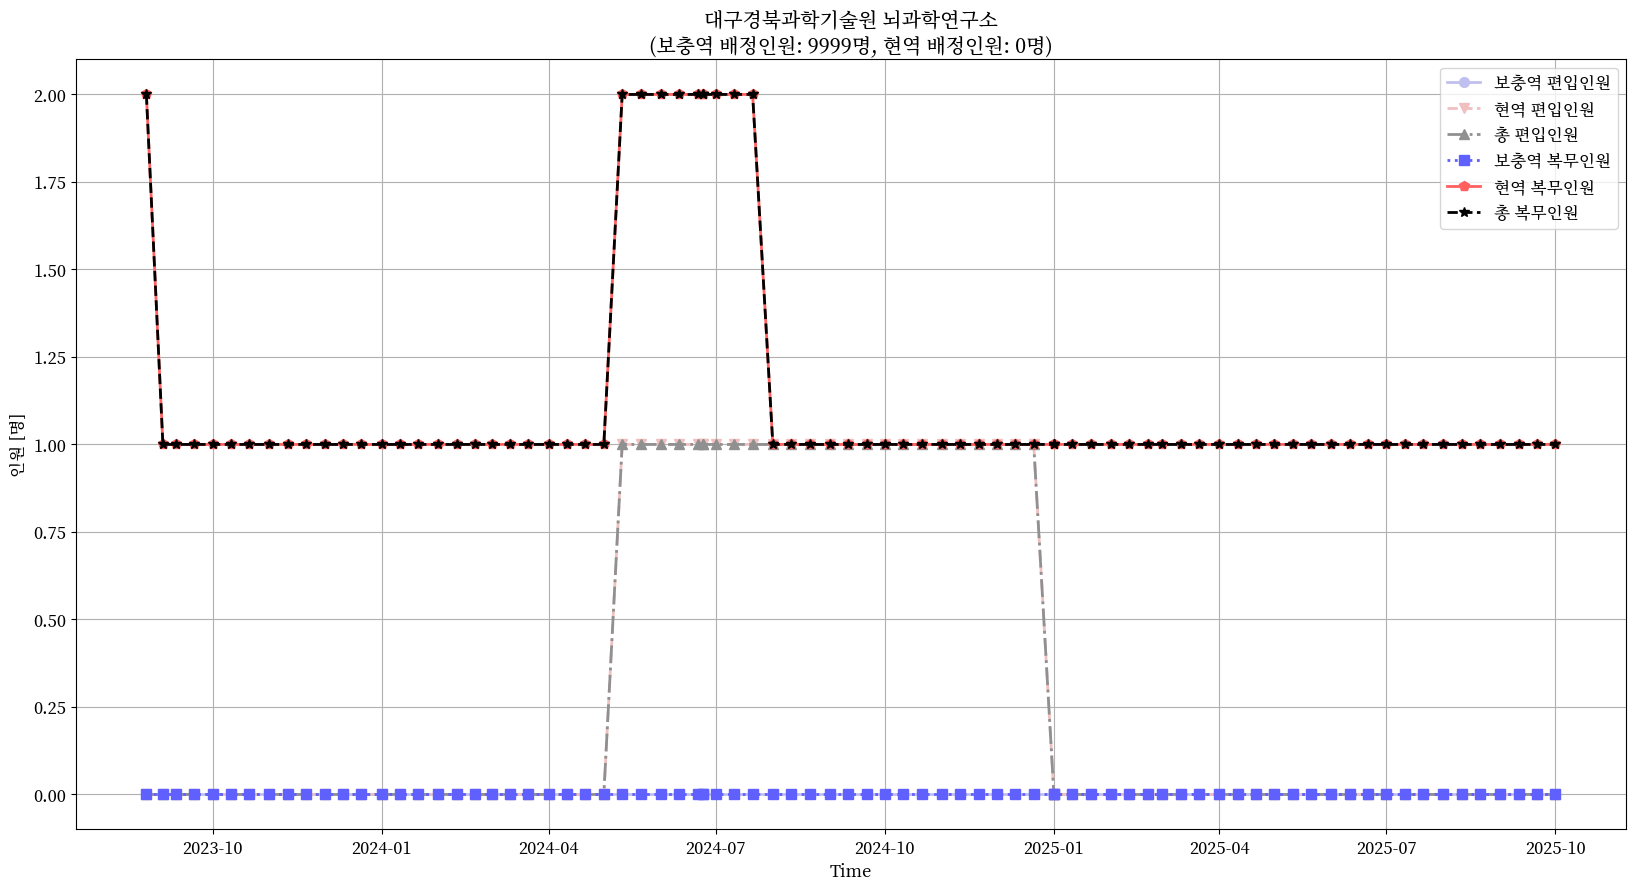 대구경북과학기술원 뇌과학연구소
(보충역 배정인원: 9999명, 현역 배정인원: 0명)
보충역 편입인원
현역 편입인원
총 편입인원
보충역 복무인원
현역 복무인원
총 복무인원
인원 [명]
2.00
1.75
1.50
1.25
1.00
0.75
0.50
0.25
0.00
2023-10
2024-01
2024-04
2024-07
2024-10
2025-01
2025-04
2025-07
2025-10
Time